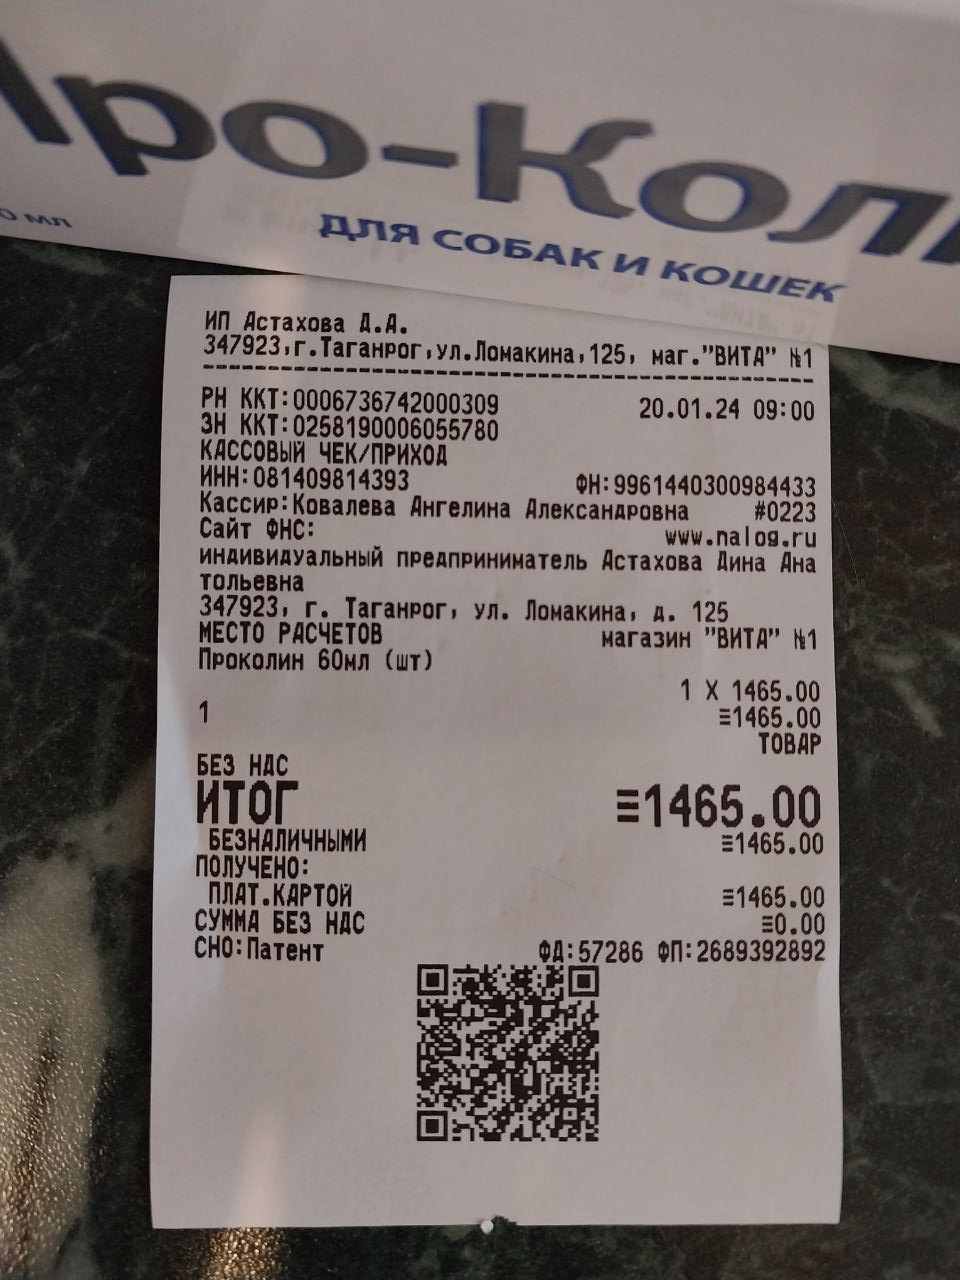 Про-Коли
0 мл
ДЛЯ СОБАК И КОШЕК
ИП Астахова Д.А.
347923,г.Таганрог,ул.Ломакина,125, маг."ВИТА" №1
РН ККТ:0006736742000309 20.01.24 09:00
ЗН ККТ:0258190006055780
КАССОВЫЙ ЧЕК/ПРИХОД
ИНН:081409814393 ФН:9961440300984433
Кассир:Ковалева Ангелина Александровна #0223
Сайт ФНС: www.nalog.ru
индивидуальный предприниматель Астахова Дина Ана
тольевна
347923, г. Таганрог, ул. Ломакина, д. 125
МЕСТО РАСЧЕТОВ магазин "ВИТА" №1
Проколин 60мл (шт)
1 X 1465.00
1 ≡1465.00
ТОВАР
БЕЗ НДС
ИТОГ ≡1465.00
БЕЗНАЛИЧНЫМИ ≡1465.00
ПОЛУЧЕНО:
ПЛАТ.КАРТОЙ ≡1465.00
СУММА БЕЗ НДС ≡0.00
СНО:Патент ФД:57286 ФП:2689392892